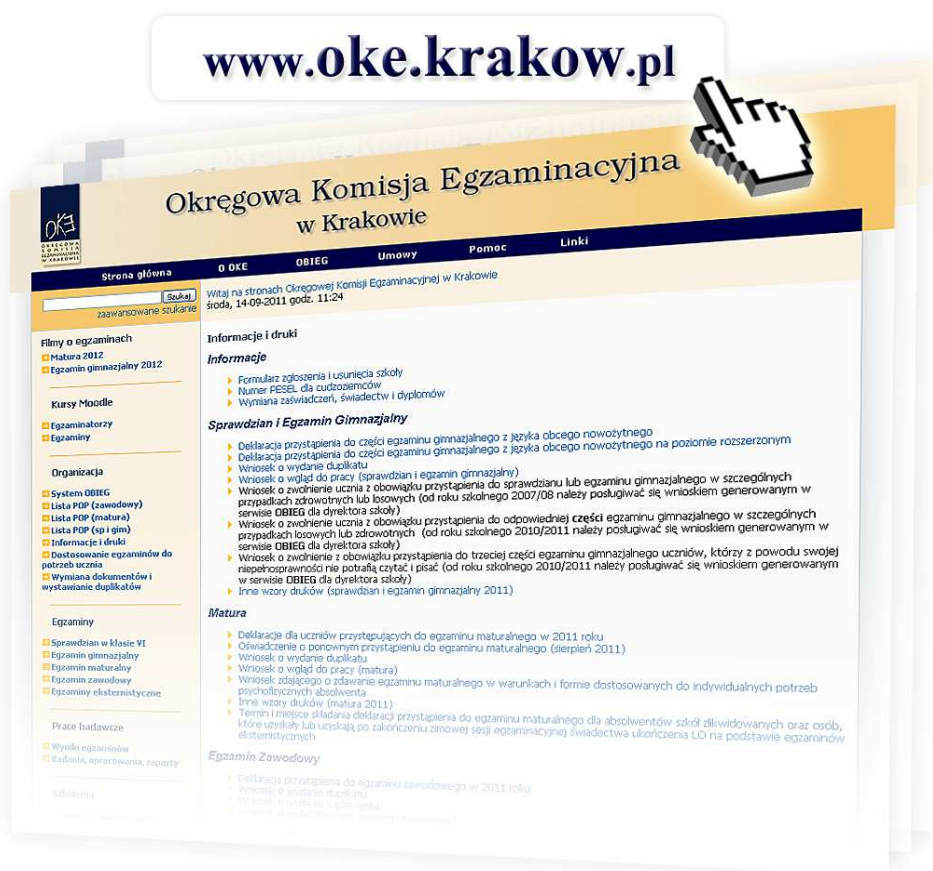 www.oke.krakow.pl
Okręgowa Komisja Egzaminacyjna
w Krakowie
OKE
OKRĘGOWA
KOMISJA
EGZAMINACYJNA
W KRAKOWIE
Strona główna O OKE OBIEG Umowy Pomoc Linki
Szukaj
zaawansowane szukanie
Filmy o egzaminach
Matura 2012
Egzamin gimnazjalny 2012
Kursy Moodle
Egzaminatorzy
Egzaminy
Organizacja
System OBIEG
Lista POP (zawodowy)
Lista POP (matura)
Lista POP (sp i gim)
Informacje i druki
Dostosowanie egzaminów do
potrzeb ucznia
Wymiana dokumentów i
wystawianie duplikatów
Egzaminy
Sprawdzian w klasie VI
Egzamin gimnazjalny
Egzamin maturalny
Egzamin zawodowy
Egzaminy eksternistyczne
Prace badawcze
Wyniki egzaminów
Badania, opracowania, raporty
Szkolenia
Witaj na stronach Okręgowej Komisji Egzaminacyjnej w Krakowie
środa, 14-09-2011 godz. 11:24
Informacje i druki
Informacje
Formularz zgłoszenia i usunięcia szkoły
Numer PESEL dla cudzoziemców
Wymiana zaświadczeń, świadectw i dyplomów
Sprawdzian i Egzamin Gimnazjalny
Deklaracja przystąpienia do części egzaminu gimnazjalnego z języka obcego nowożytnego
Deklaracja przystąpienia do części egzaminu gimnazjalnego z języka obcego nowożytnego na poziomie rozszerzonym
Wniosek o wydanie duplikatu
Wniosek o wgląd do pracy (sprawdzian i egzamin gimnazjalny)
Wniosek o zwolnienie ucznia z obowiązku przystąpienia do sprawdzianu lub egzaminu gimnazjalnego w szczególnych
przypadkach zdrowotnych lub losowych (od roku szkolnego 2007/08 należy posługiwać się wnioskiem generowanym w
serwisie OBIEG dla dyrektora szkoły)
Wniosek o zwolnienie ucznia z obowiązku przystąpienia do odpowiedniej części egzaminu gimnazjalnego w szczególnych
przypadkach losowych lub zdrowotnych (od roku szkolnego 2010/2011 należy posługiwać się wnioskiem generowanym w
serwisie OBIEG dla dyrektora szkoły)
Wniosek o zwolnienie z obowiązku przystąpienia do trzeciej części egzaminu gimnazjalnego uczniów, którzy z powodu swojej
niepełnosprawności nie potrafią czytać i pisać (od roku szkolnego 2010/2011 należy posługiwać się wnioskiem generowanym
w serwisie OBIEG dla dyrektora szkoły)
Inne wzory druków (sprawdzian i egzamin gimnazjalny 2011)
Matura
Deklaracje dla uczniów przystępujących do egzaminu maturalnego w 2011 roku
Oświadczenie o ponownym przystąpieniu do egzaminu maturalnego (sierpień 2011)
Wniosek o wydanie duplikatu
Wniosek o wgląd do pracy (matura)
Wniosek zdającego o zdawanie egzaminu maturalnego w warunkach i formie dostosowanych do indywidualnych potrzeb
psychofizycznych absolwenta
Inne wzory druków (matura 2011)
Termin i miejsce składania deklaracji przystąpienia do egzaminu maturalnego dla absolwentów szkół zlikwidowanych oraz osób,
które uzyskały lub uzyskają po zakończeniu zimowej sesji egzaminacyjnej świadectwa ukończenia LO na podstawie egzaminów
eksternistycznych
Egzamin Zawodowy
Deklaracja przystąpienia do egzaminu zawodowego w 2011 roku
Wniosek o wydanie duplikatu
Wniosek o wydanie suplementu